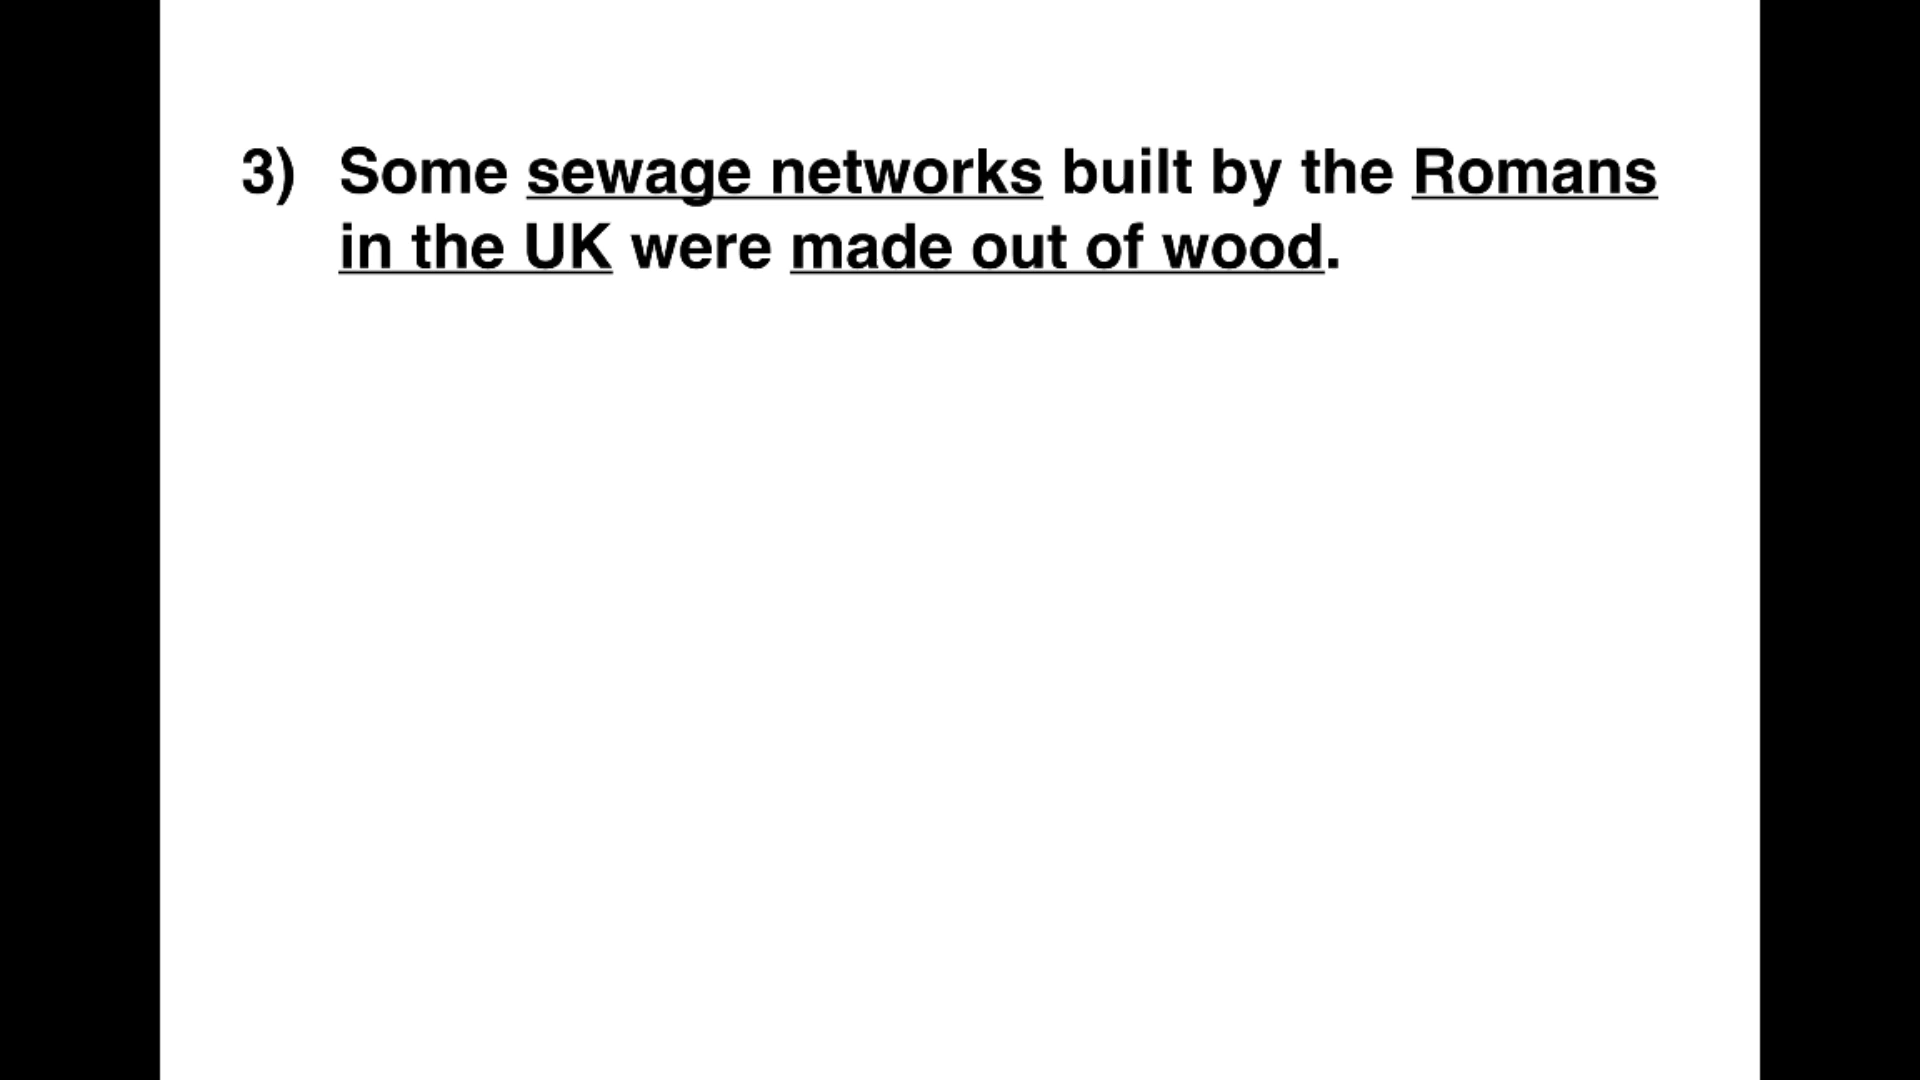 3) Some sewage networks built by the Romans
in the UK were made out of wood.